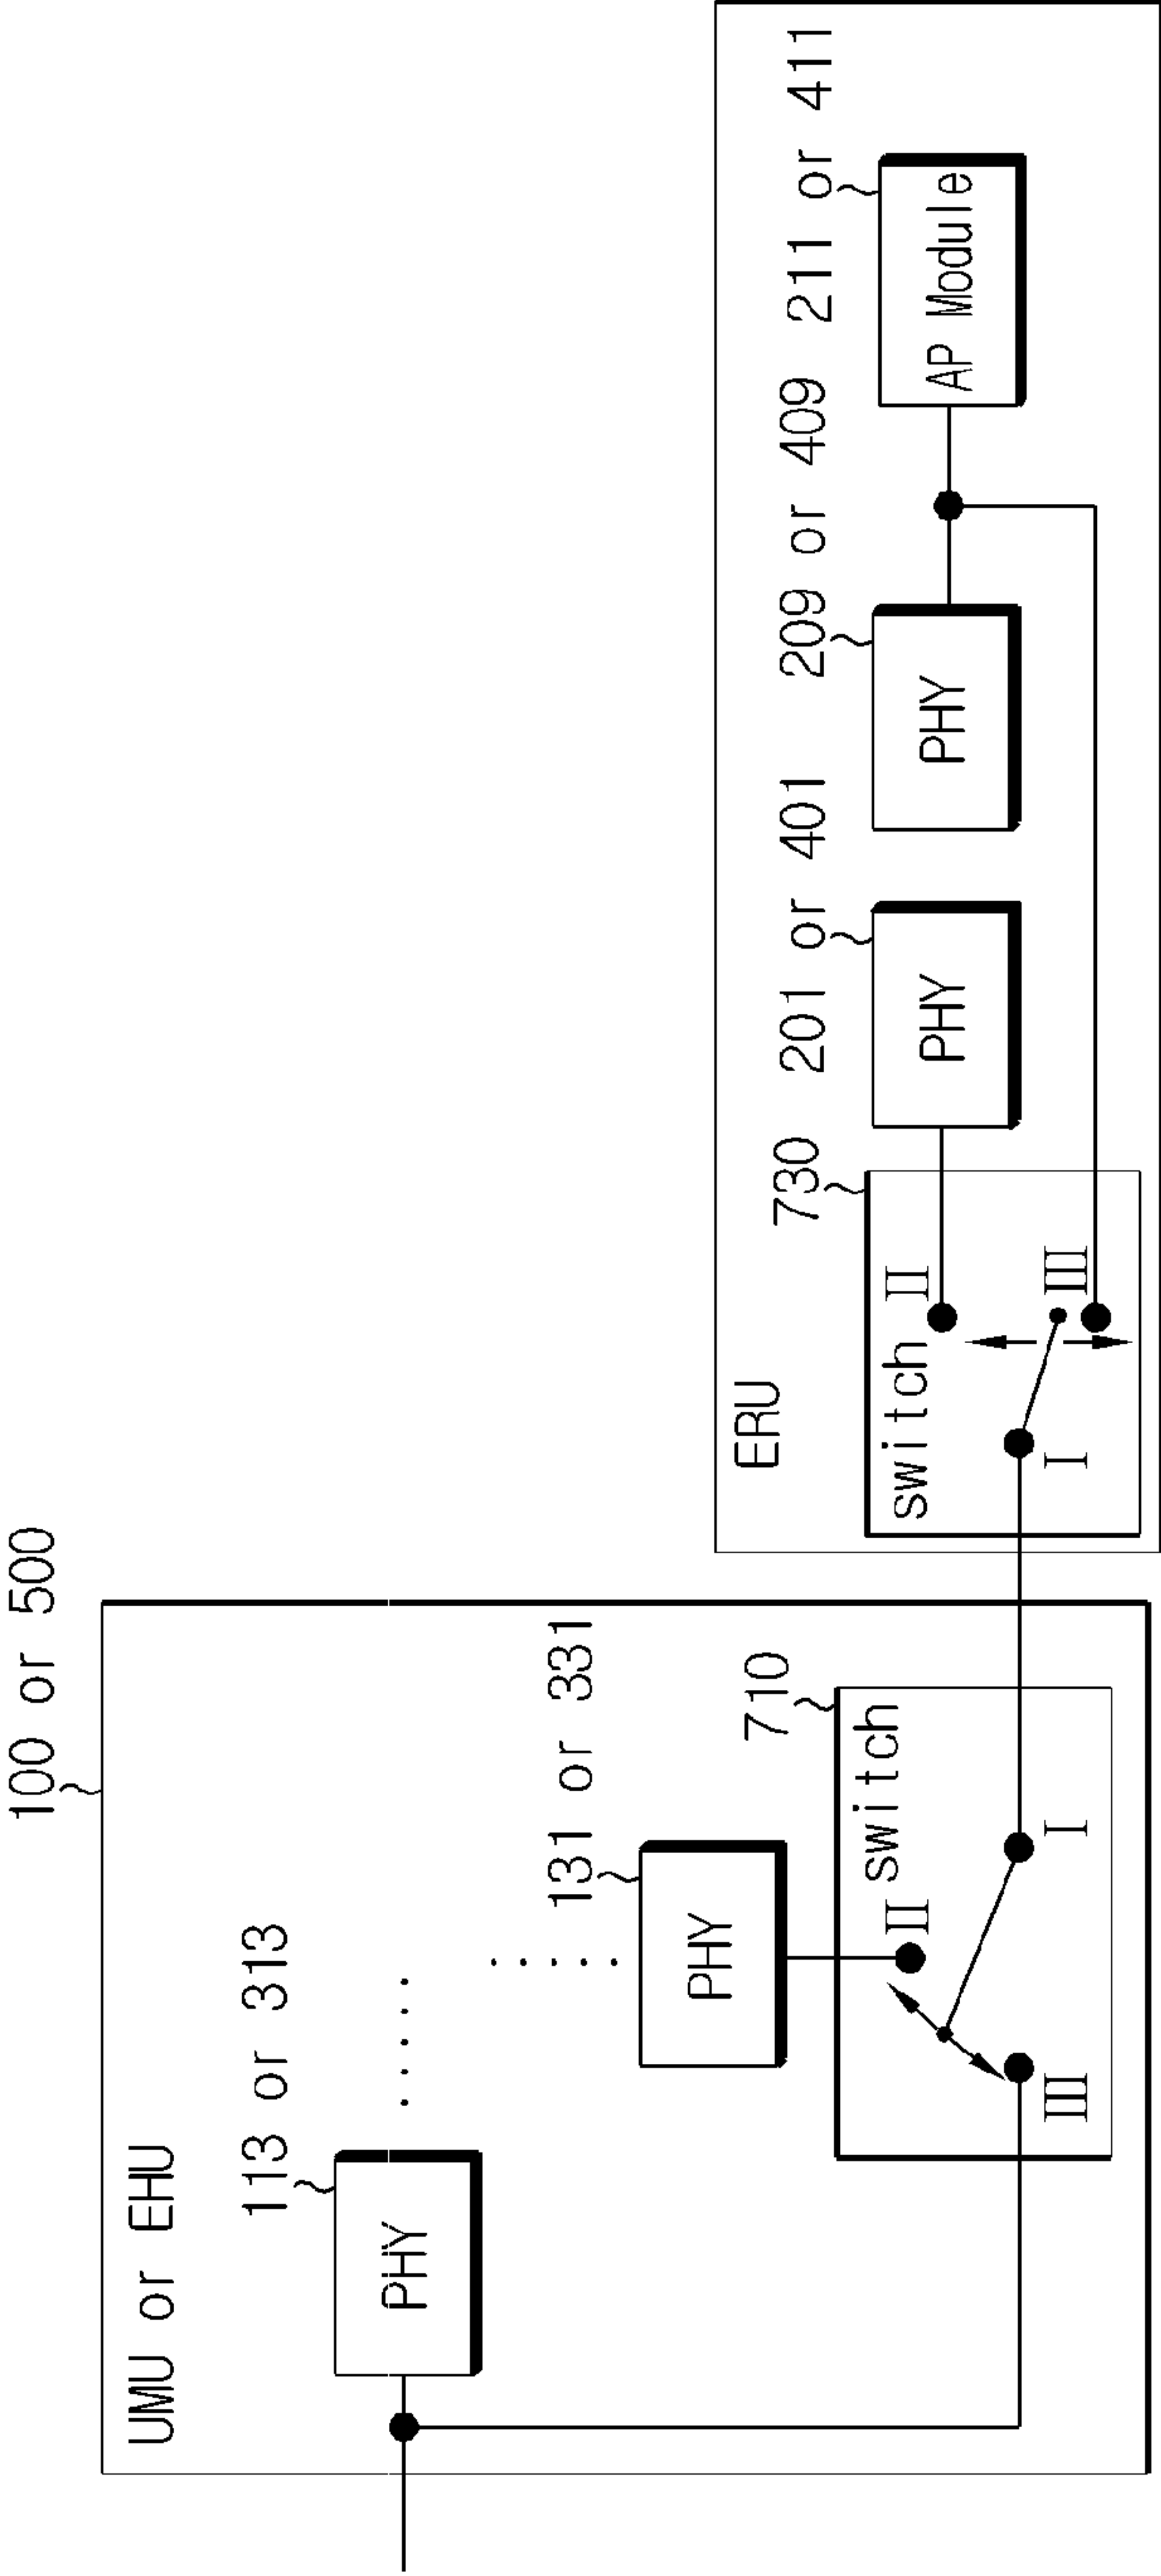 100 or 500
UMU or EHU
113 or 313
PHY
131 or 331
PHY
710
switch
I
II
III
ERU
730
switch
I
II
III
201 or 401
PHY
209 or 409
PHY
211 or 411
AP Module